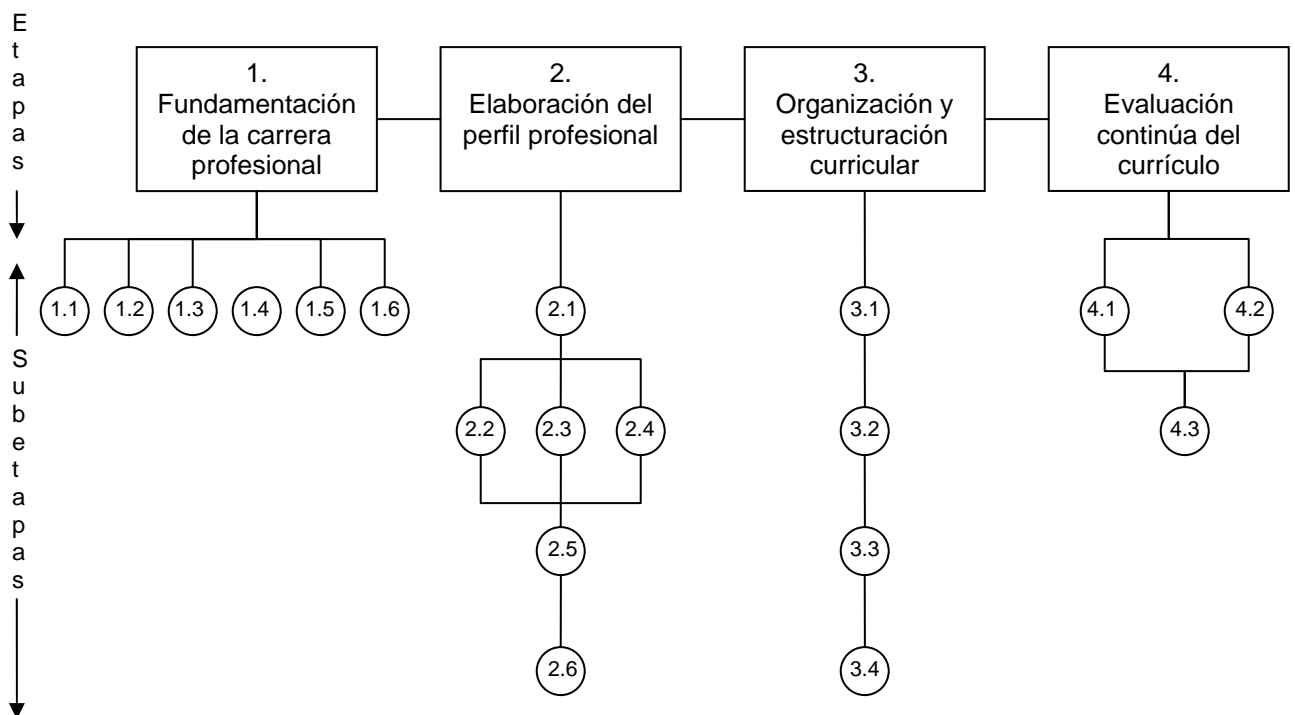 Etapas
1.
Fundamentación
de la carrera
profesional
2.
Elaboración del
perfil profesional
3.
Organización y
estructuración
curricular
4.
Evaluación
continúa del
currículo
Subetapas
1.1 1.2 1.3 1.4 1.5 1.6
2.1
3.1
4.1 4.2
2.2 2.3 2.4
3.2
4.3
2.5
3.3
2.6
3.4